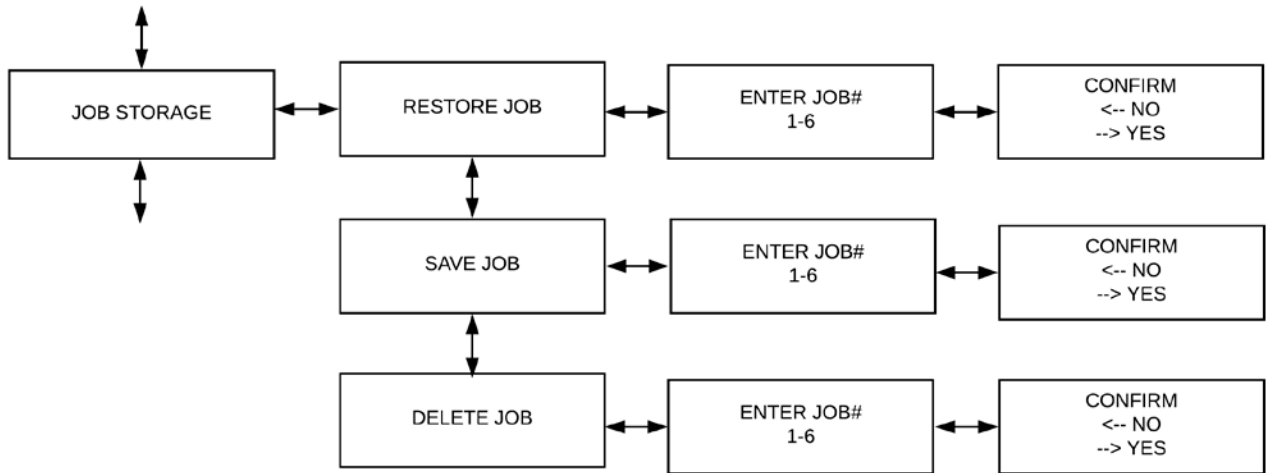 JOB STORAGE
RESTORE JOB
ENTER JOB#
1-6
CONFIRM
<-- NO
--> YES
SAVE JOB
ENTER JOB#
1-6
CONFIRM
<-- NO
--> YES
DELETE JOB
ENTER JOB#
1-6
CONFIRM
<-- NO
--> YES